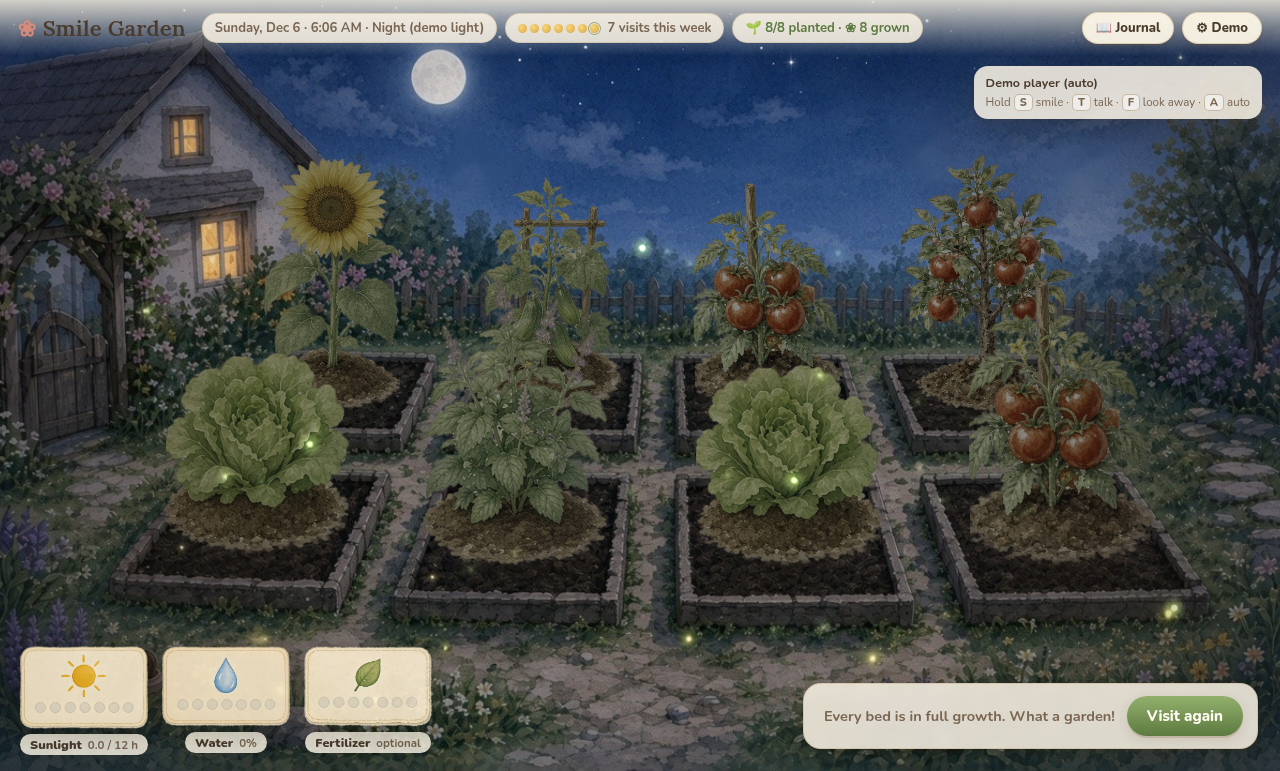 Smile Garden
Sunday, Dec 6 · 6:06 AM · Night (demo light)
7 visits this week
8/8 planted · 8 grown
Journal
Demo
Demo player (auto)
Hold S smile · T talk · F look away · A auto
Every bed is in full growth. What a garden!
Visit again
Sunlight 0.0 / 12 h
Water 0%
Fertilizer optional